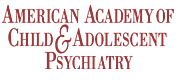 AMERICAN ACADEMY OF
CHILD & ADOLESCENT
PSYCHIATRY